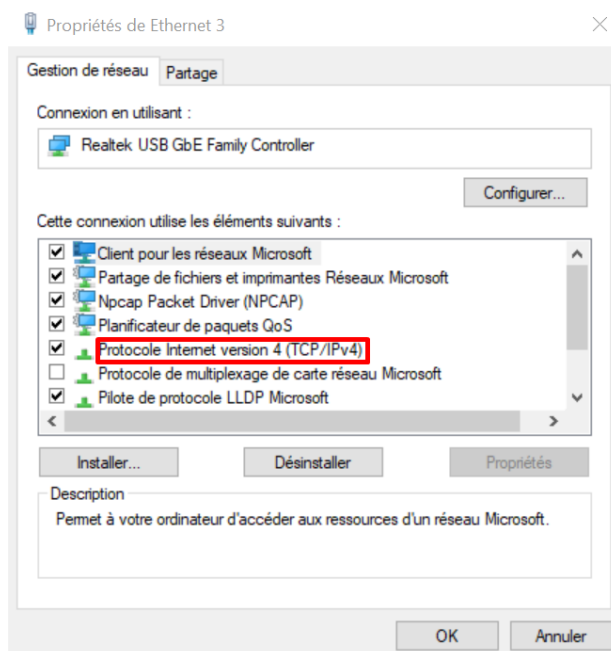 Propriétés de Ethernet 3
Gestion de réseau
Partage
Connexion en utilisant :
Realtek USB GbE Family Controller
Configurer...
Cette connexion utilise les éléments suivants :
Client pour les réseaux Microsoft
Partage de fichiers et imprimantes Réseaux Microsoft
Npcap Packet Driver (NPCAP)
Planificateur de paquets QoS
Protocole Internet version 4 (TCP/IPv4)
Protocole de multiplexage de carte réseau Microsoft
Pilote de protocole LLDP Microsoft
Installer...
Désinstaller
Propriétés
Description
Permet à votre ordinateur d'accéder aux ressources d'un réseau Microsoft.
OK
Annuler